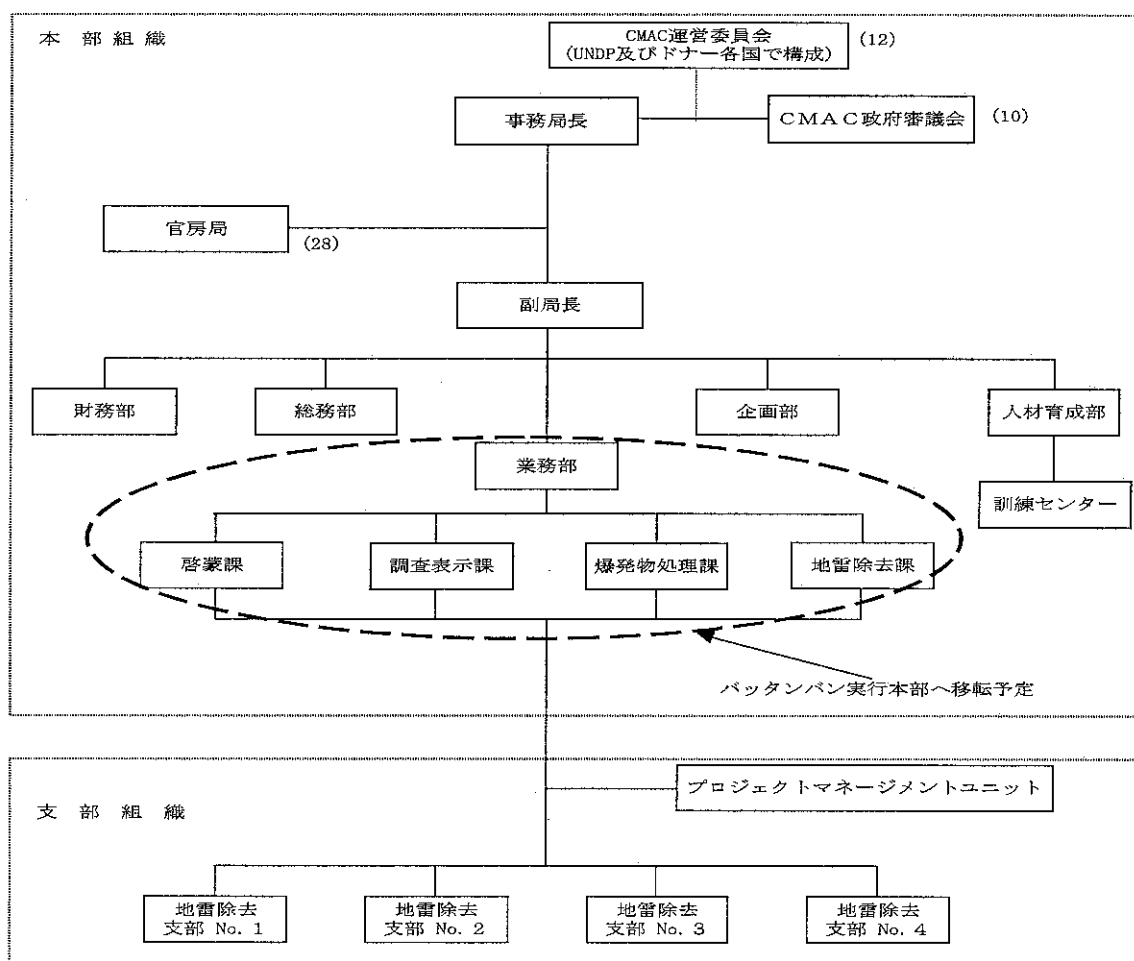 本部組織
CMAC運営委員会
(UNDP及びドナー各国で構成)
(12)
事務局長
CMAC政府審議会
(10)
官房局
(28)
副局長
財務部
総務部
企画部
人材育成部
業務部
訓練センター
啓蒙課
調査表示課
爆発物処理課
地雷除去課
バッタンバン実行本部へ移転予定
支部組織
プロジェクトマネージメントユニット
地雷除去
支部 No. 1
地雷除去
支部 No. 2
地雷除去
支部 No. 3
地雷除去
支部 No. 4